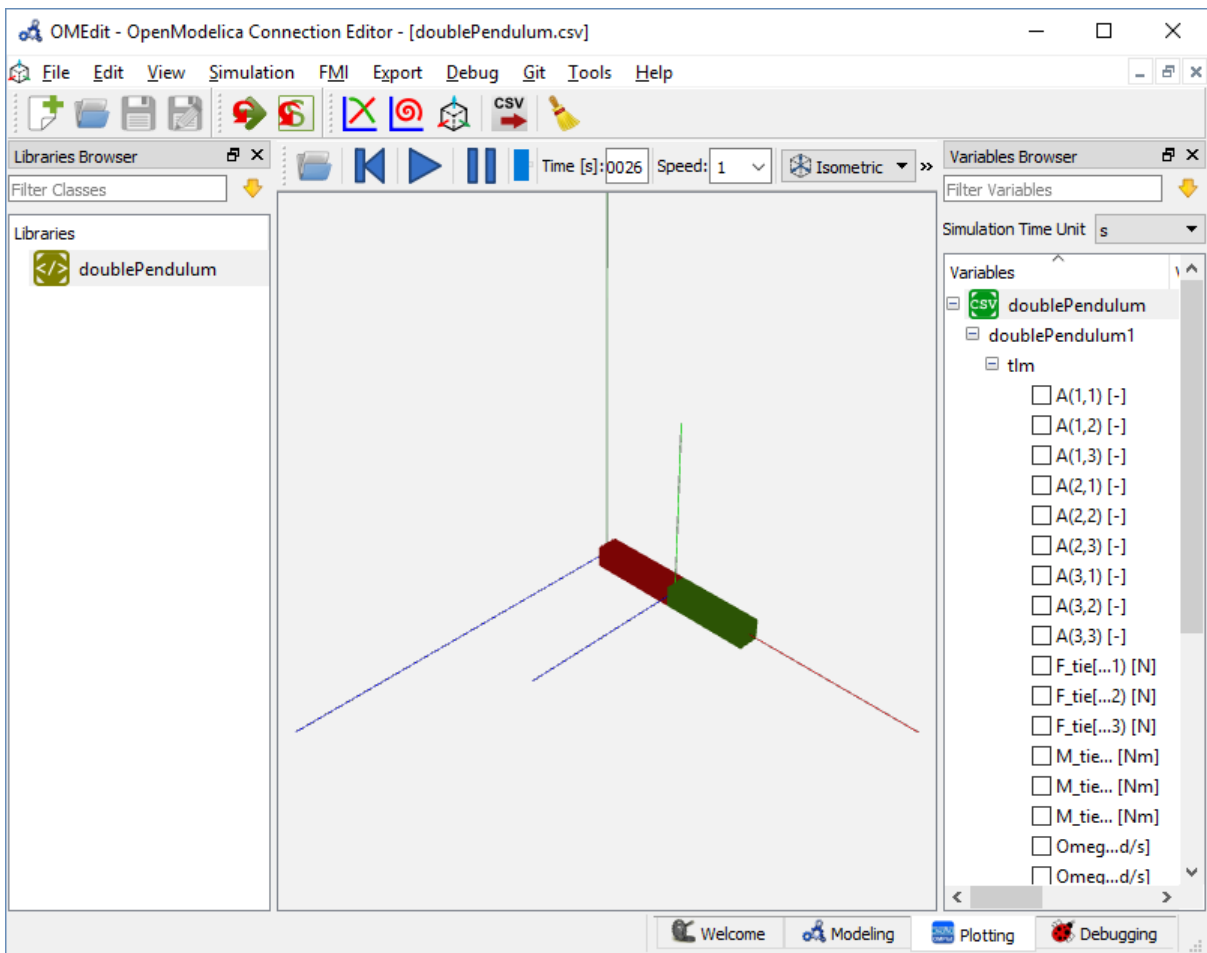 OMEdit - OpenModelica Connection Editor - [doublePendulum.csv]
File Edit View Simulation FMI Export Debug Git Tools Help
CSV
Libraries Browser
Filter Classes
Libraries
</> doublePendulum
Time [s]: 0026 Speed: 1 Isometric »
Variables Browser
Filter Variables
Simulation Time Unit s
Variables
CSV doublePendulum
doublePendulum1
tlm
A(1,1) [-]
A(1,2) [-]
A(1,3) [-]
A(2,1) [-]
A(2,2) [-]
A(2,3) [-]
A(3,1) [-]
A(3,2) [-]
A(3,3) [-]
F_tie[...1) [N]
F_tie[...2) [N]
F_tie[...3) [N]
M_tie... [Nm]
M_tie... [Nm]
M_tie... [Nm]
Omeg...d/s]
Omeg...d/s]
Welcome Modeling Plotting Debugging